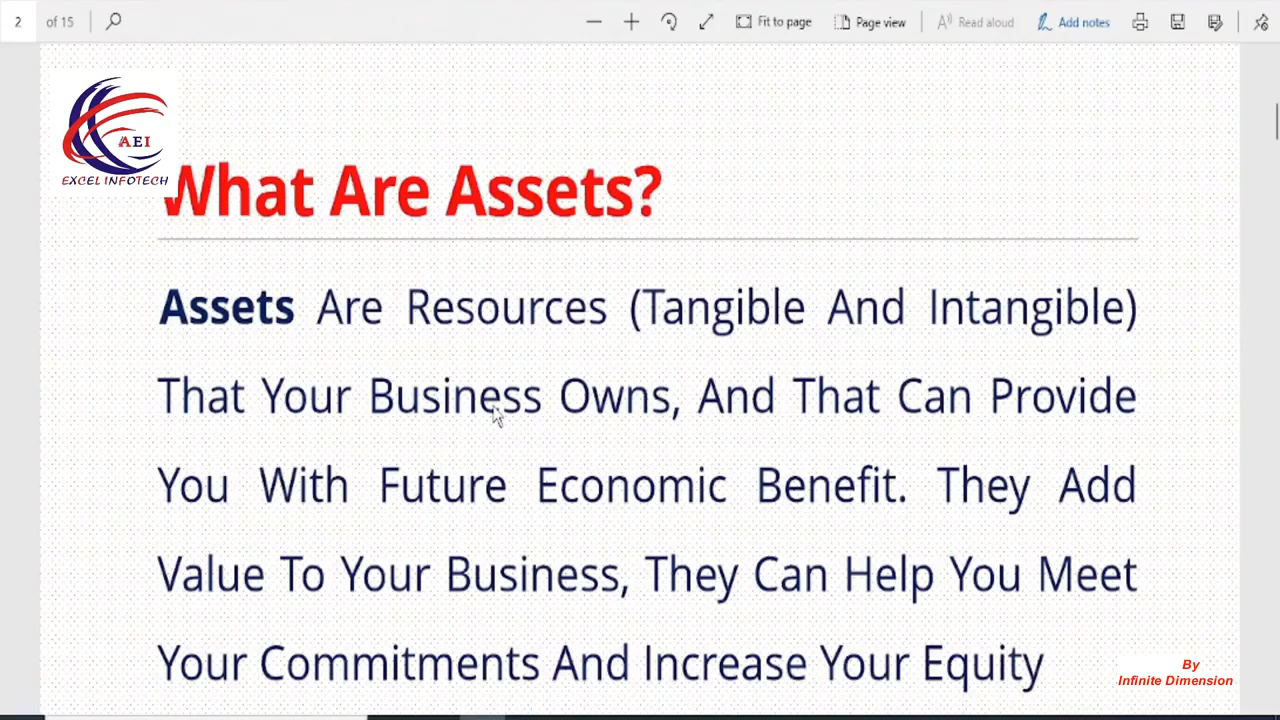 2 of 15 Fit to page Page view Read aloud Add notes
AEI
EXCEL INFOTECH
What Are Assets?
Assets Are Resources (Tangible And Intangible)
That Your Business Owns, And That Can Provide
You With Future Economic Benefit. They Add
Value To Your Business, They Can Help You Meet
Your Commitments And Increase Your Equity
By
Infinite Dimension